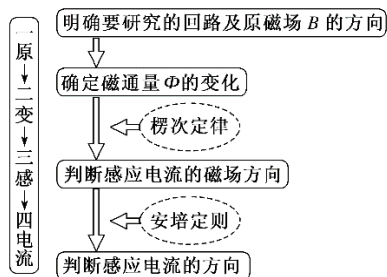 一原→二变→三感→四电流
明确要研究的回路及原磁场 B 的方向
确定磁通量Φ的变化
楞次定律
判断感应电流的磁场方向
安培定则
判断感应电流的方向